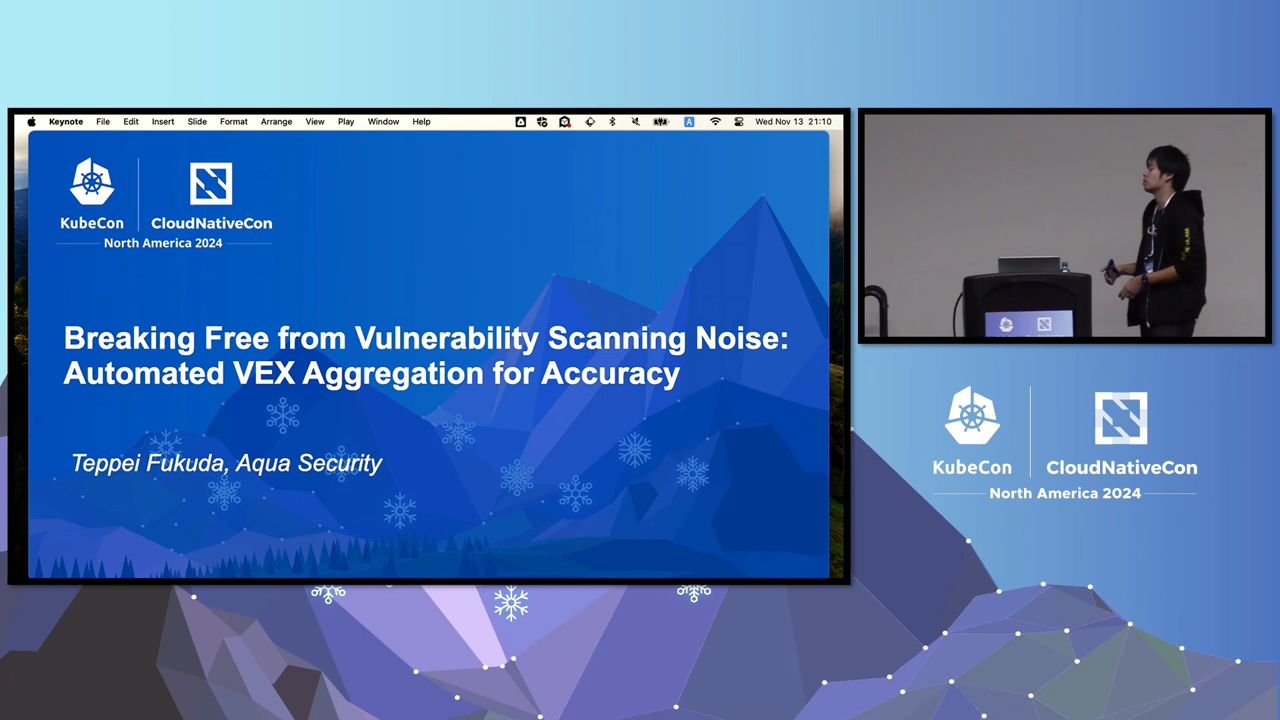 Keynote File Edit Insert Slide Format Arrange View Play Window Help A Wed Nov 13 21:10
KubeCon CloudNativeCon
North America 2024
Breaking Free from Vulnerability Scanning Noise:
Automated VEX Aggregation for Accuracy
Teppei Fukuda, Aqua Security
KubeCon CloudNativeCon
North America 2024